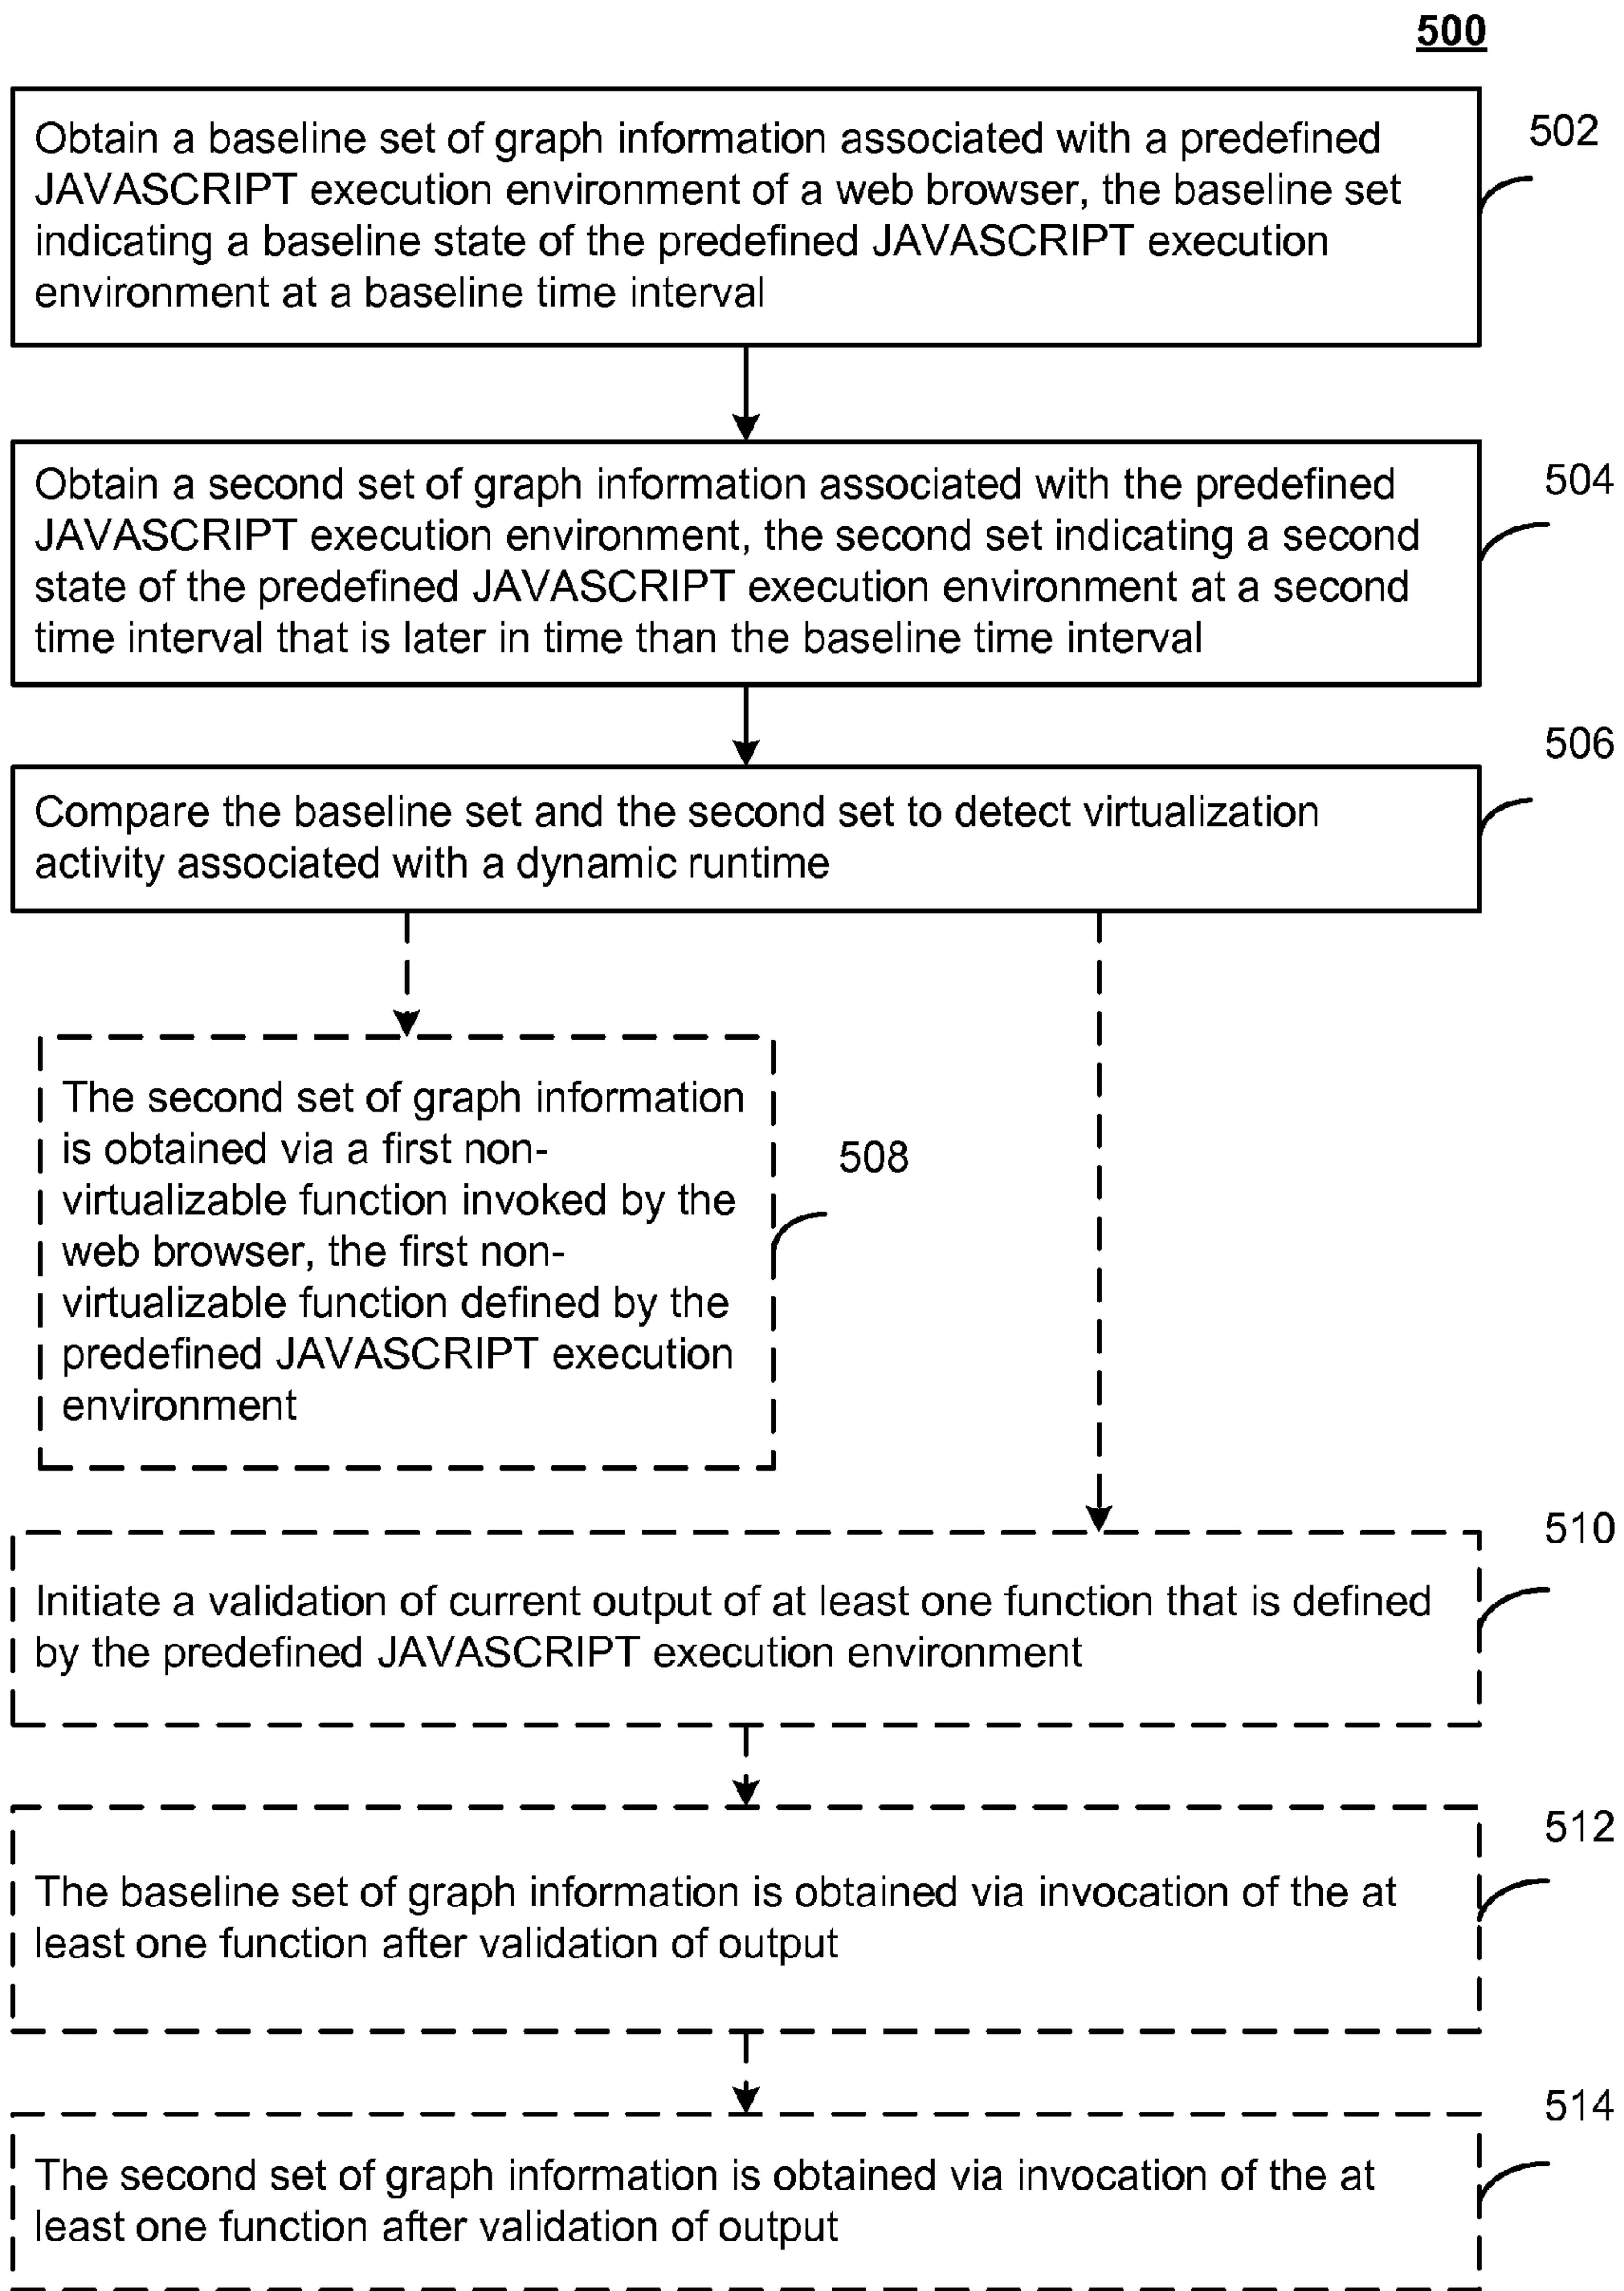 500
Obtain a baseline set of graph information associated with a predefined
JAVASCRIPT execution environment of a web browser, the baseline set
indicating a baseline state of the predefined JAVASCRIPT execution
environment at a baseline time interval
502
Obtain a second set of graph information associated with the predefined
JAVASCRIPT execution environment, the second set indicating a second
state of the predefined JAVASCRIPT execution environment at a second
time interval that is later in time than the baseline time interval
504
506
Compare the baseline set and the second set to detect virtualization
activity associated with a dynamic runtime
The second set of graph information
is obtained via a first non-
virtualizable function invoked by the
web browser, the first non-
virtualizable function defined by the
predefined JAVASCRIPT execution
environment
508
510
Initiate a validation of current output of at least one function that is defined
by the predefined JAVASCRIPT execution environment
512
The baseline set of graph information is obtained via invocation of the at
least one function after validation of output
514
The second set of graph information is obtained via invocation of the at
least one function after validation of output